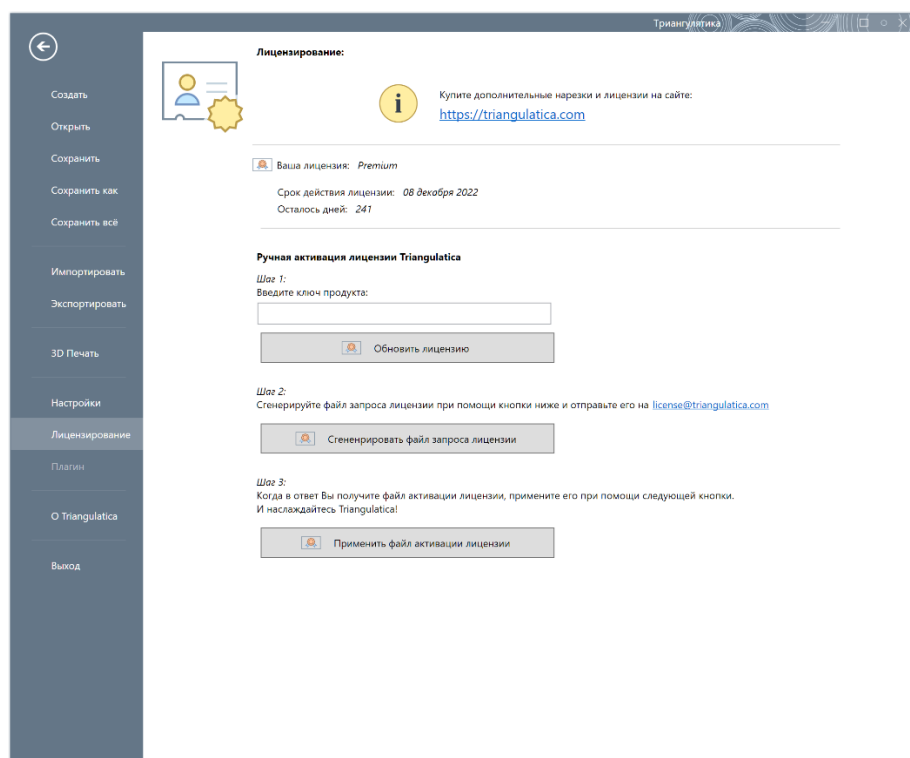 Триангулятика
Лицензирование:
Купите дополнительные нарезки и лицензии на сайте:
https://triangulatica.com
Создать
Открыть
Сохранить
Сохранить как
Сохранить всё
Импортировать
Экспортировать
3D Печать
Настройки
Лицензирование
Плагин
О Triangulatica
Выход
Ваша лицензия: Premium
Срок действия лицензии: 08 декабря 2022
Осталось дней: 241
Ручная активация лицензии Triangulatica
Шаг 1:
Введите ключ продукта:
Обновить лицензию
Шаг 2:
Сгенерируйте файл запроса лицензии при помощи кнопки ниже и отправьте его на license@triangulatica.com
Сгененрировать файл запроса лицензии
Шаг 3:
Когда в ответ Вы получите файл активации лицензии, примените его при помощи следующей кнопки.
И наслаждайтесь Triangulatica!
Применить файл активации лицензии